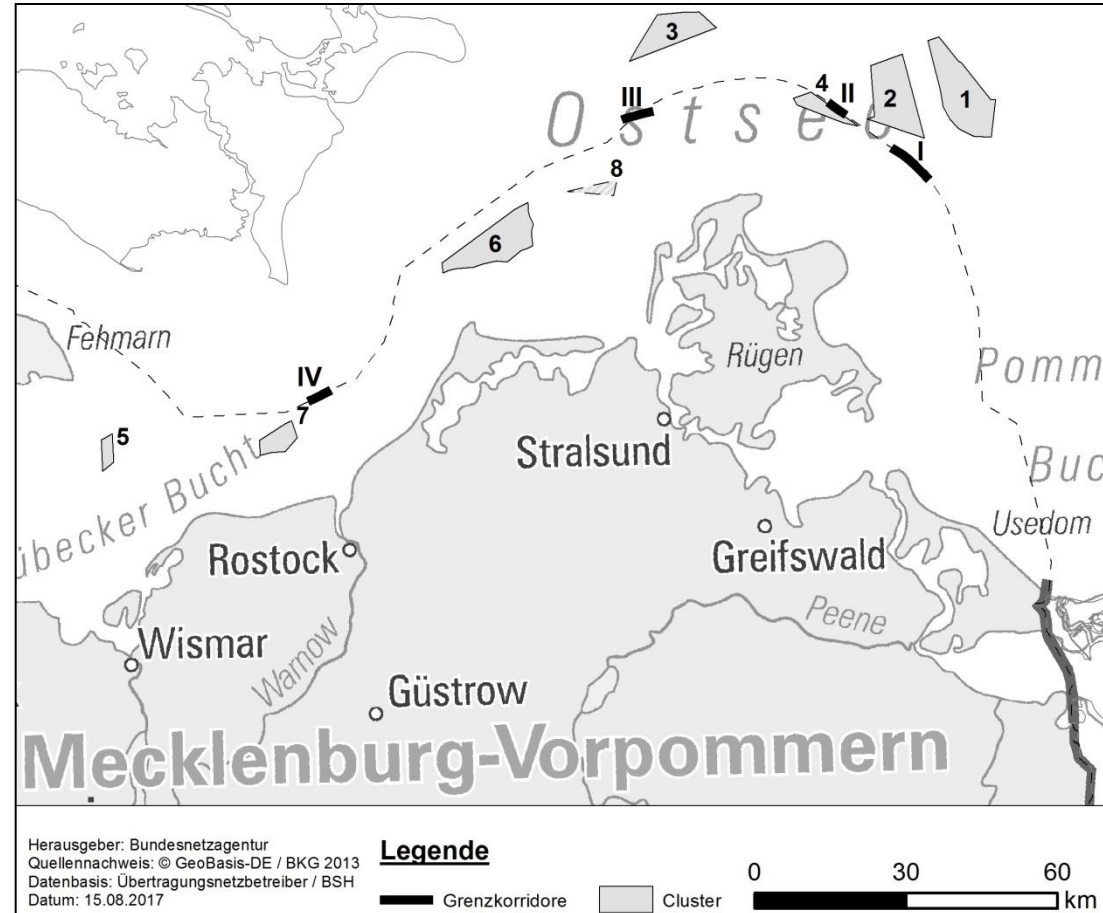 3
4
II
2
1
III
Ostsee
I
8
6
Fehmarn
Rügen
Pomm
IV
7
5
Stralsund
Buc
übecker Bucht
Usedom
Rostock
Greifswald
Peene
Wismar
Warnow
Güstrow
Mecklenburg-Vorpommern
Herausgeber: Bundesnetzagentur
Quellennachweis: © GeoBasis-DE / BKG 2013
Datenbasis: Übertragungsnetzbetreiber / BSH
Datum: 15.08.2017
Legende
Grenzkorridore
Cluster
0 30 60
km